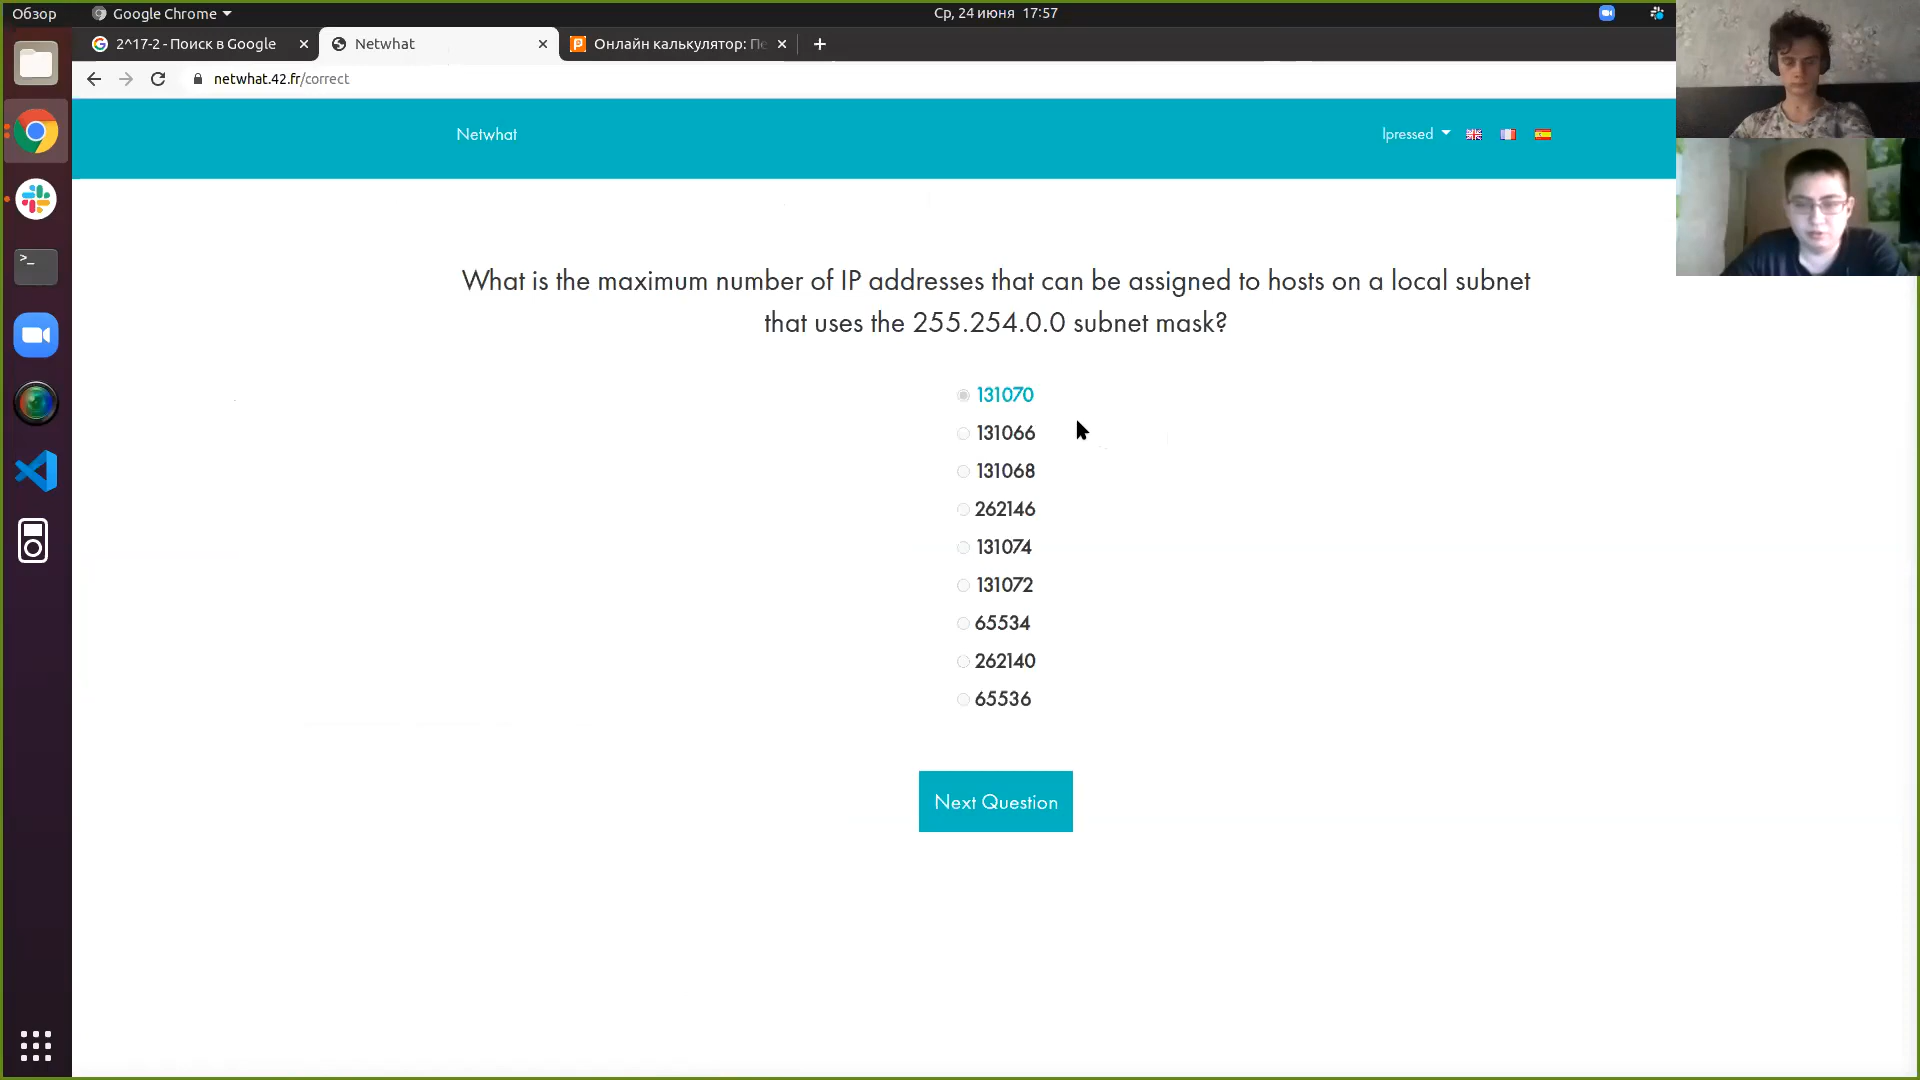 Обзор
Google Chrome
Ср, 24 июня 17:57
2^17-2 - Поиск в Google
Netwhat
Онлайн калькулятор: Пе
netwhat.42.fr/correct
Netwhat
lpressed
What is the maximum number of IP addresses that can be assigned to hosts on a local subnet
that uses the 255.254.0.0 subnet mask?
131070
131066
131068
262146
131074
131072
65534
262140
65536
Next Question